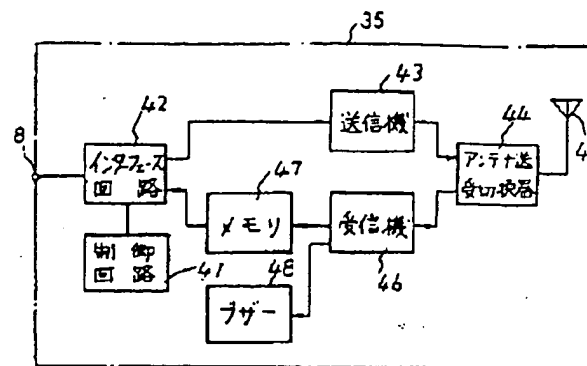 35
43
送信機
42
インタフェース
回路
8
44
アンテナ送
受切換器
4
47
メモリ
受信機
46
制御
回路
41
48
ブザー